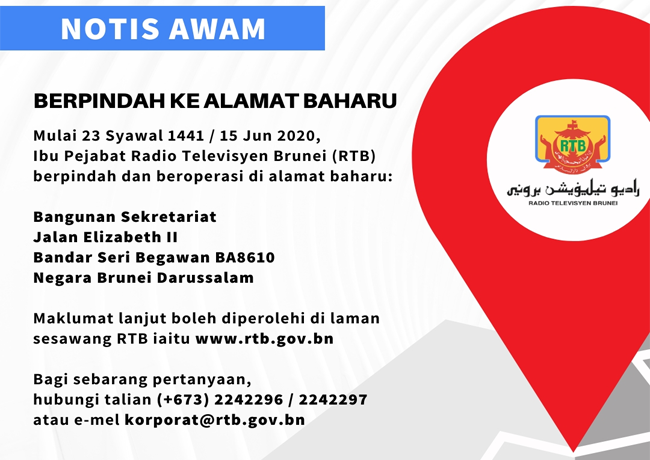 NOTIS AWAM
BERPINDAH KE ALAMAT BAHARU
Mulai 23 Syawal 1441 / 15 Jun 2020,
Ibu Pejabat Radio Televisyen Brunei (RTB)
berpindah dan beroperasi di alamat baharu:
Bangunan Sekretariat
Jalan Elizabeth II
Bandar Seri Begawan BA8610
Negara Brunei Darussalam
Maklumat lanjut boleh diperolehi di laman
sesawang RTB iaitu www.rtb.gov.bn
Bagi sebarang pertanyaan,
hubungi talian (+673) 2242296 / 2242297
atau e-mel korporat@rtb.gov.bn
RTB
راديو تيليۏيشن بروني
RADIO TELEVISYEN BRUNEI